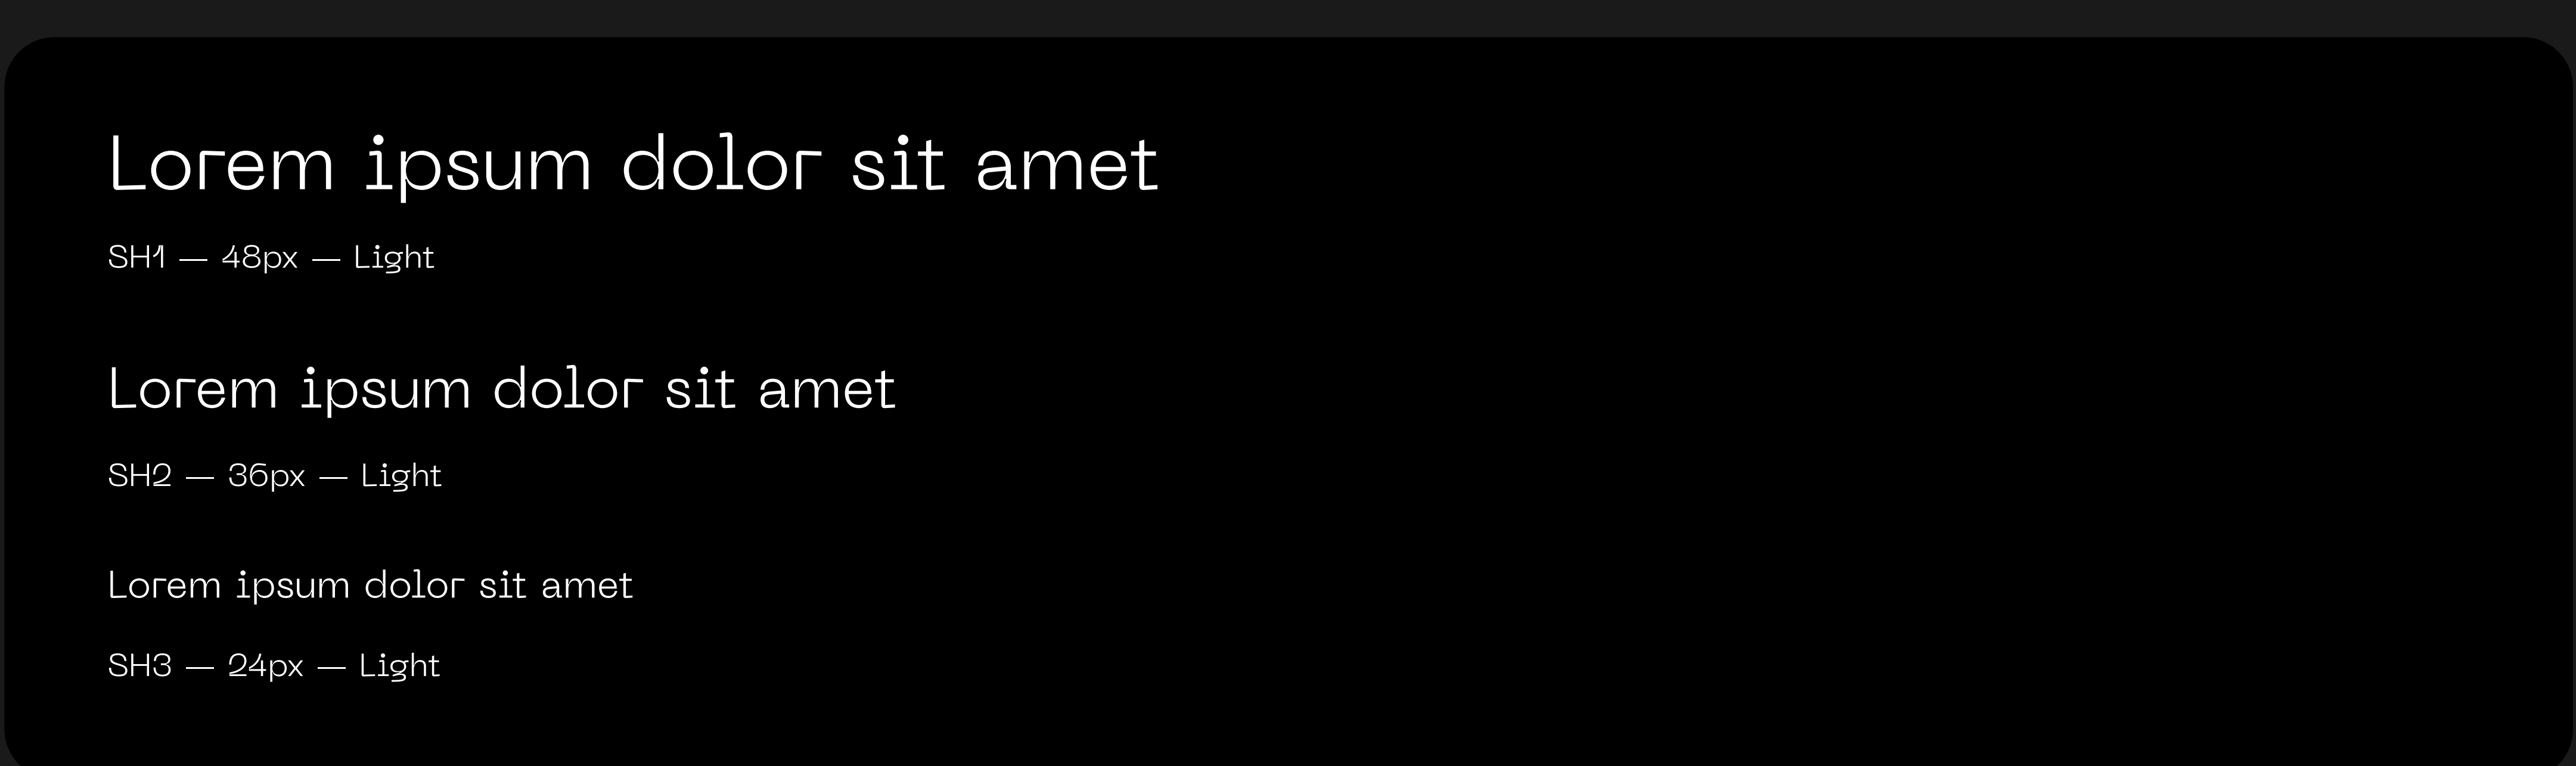 Lorem ipsum dolor sit amet
SH1 — 48px — Light
Lorem ipsum dolor sit amet
SH2 — 36px — Light
Lorem ipsum dolor sit amet
SH3 — 24px — Light